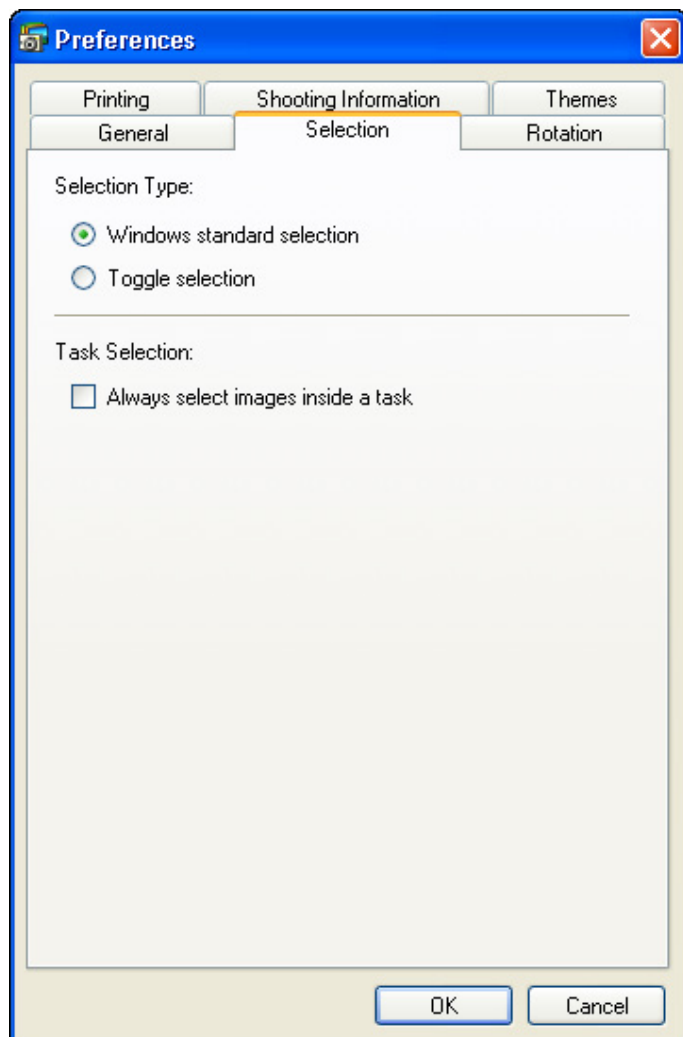 Preferences
Printing Shooting Information Themes
General Selection Rotation
Selection Type:
Windows standard selection
Toggle selection
Task Selection:
Always select images inside a task
OK Cancel